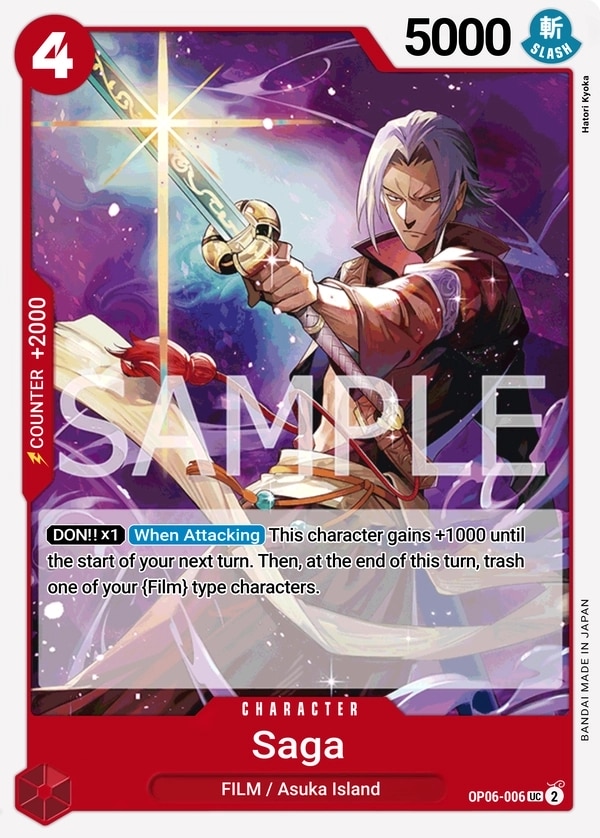 4
5000
斬
SLASH
Hatori Kyoka
COUNTER +2000
SAMPLE
DON!! x1 When Attacking This character gains +1000 until
the start of your next turn. Then, at the end of this turn, trash
one of your {Film} type characters.
BANDAI MADE IN JAPAN
CHARACTER
Saga
FILM / Asuka Island
OP06-006 UC 2